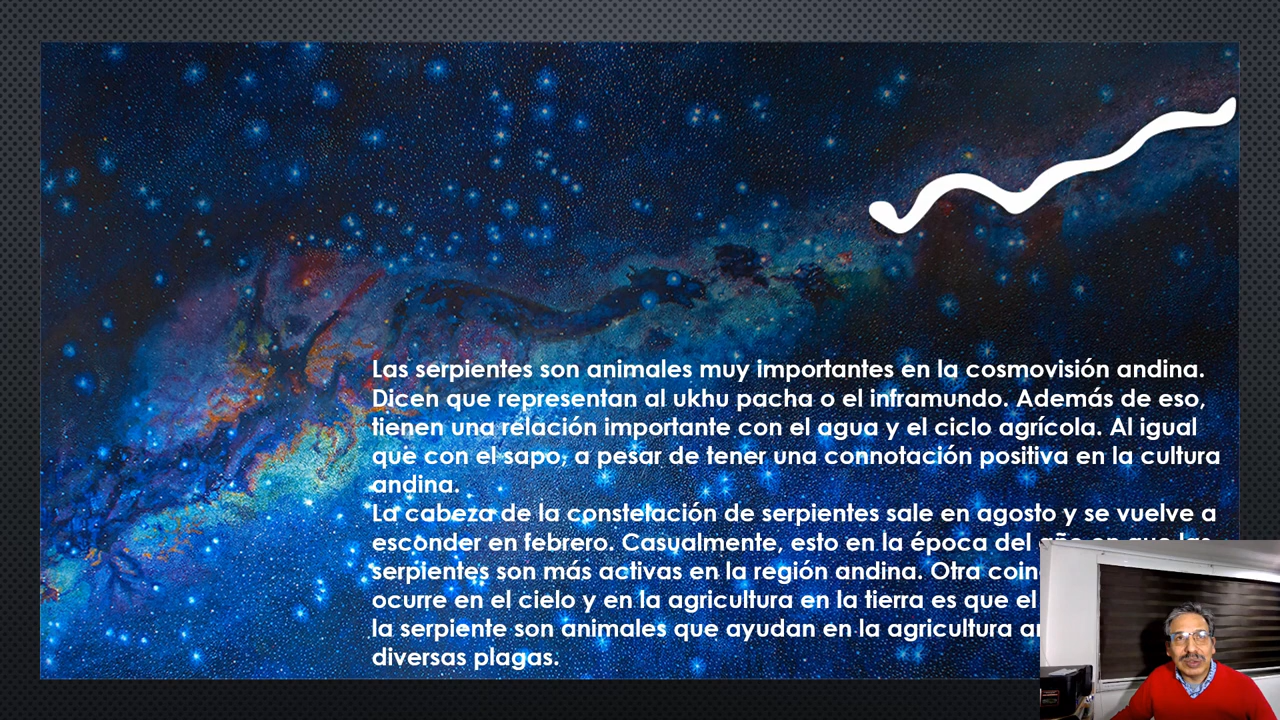 Las serpientes son animales muy importantes en la cosmovisión andina.
Dicen que representan al ukhu pacha o el inframundo. Además de eso,
tienen una relación importante con el agua y el ciclo agrícola. Al igual
que con el sapo, a pesar de tener una connotación positiva en la cultura
andina.
La cabeza de la constelación de serpientes sale en agosto y se vuelve a
esconder en febrero. Casualmente, esto en la época del año en que las
serpientes son más activas en la región andina. Otra
ocurre en el cielo y en la agricultura en la tierra es que el
la serpiente son animales que ayudan en la agricultura
diversas plagas.